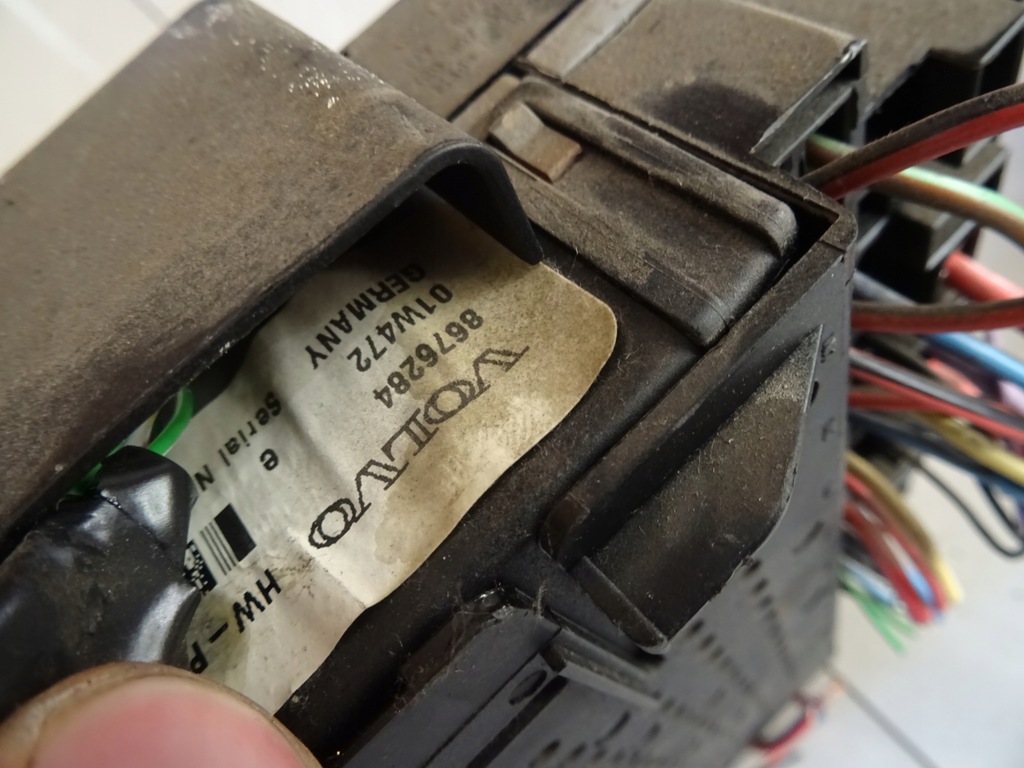 VOLVO
8676284
01W472
GERMANY
e
Serial N
HW-P